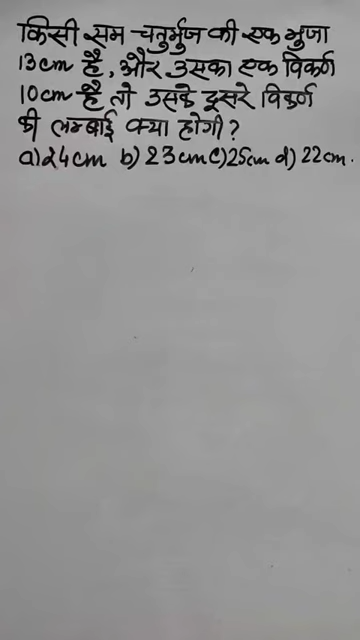 किसी सम चतुर्भुज की एक भुजा
13cm है, और उसका एक विकर्ण
10cm है तो उसके दूसरे विकर्ण
की लम्बाई क्या होगी?
a) 24cm b) 23cm c) 25cm d) 22cm.